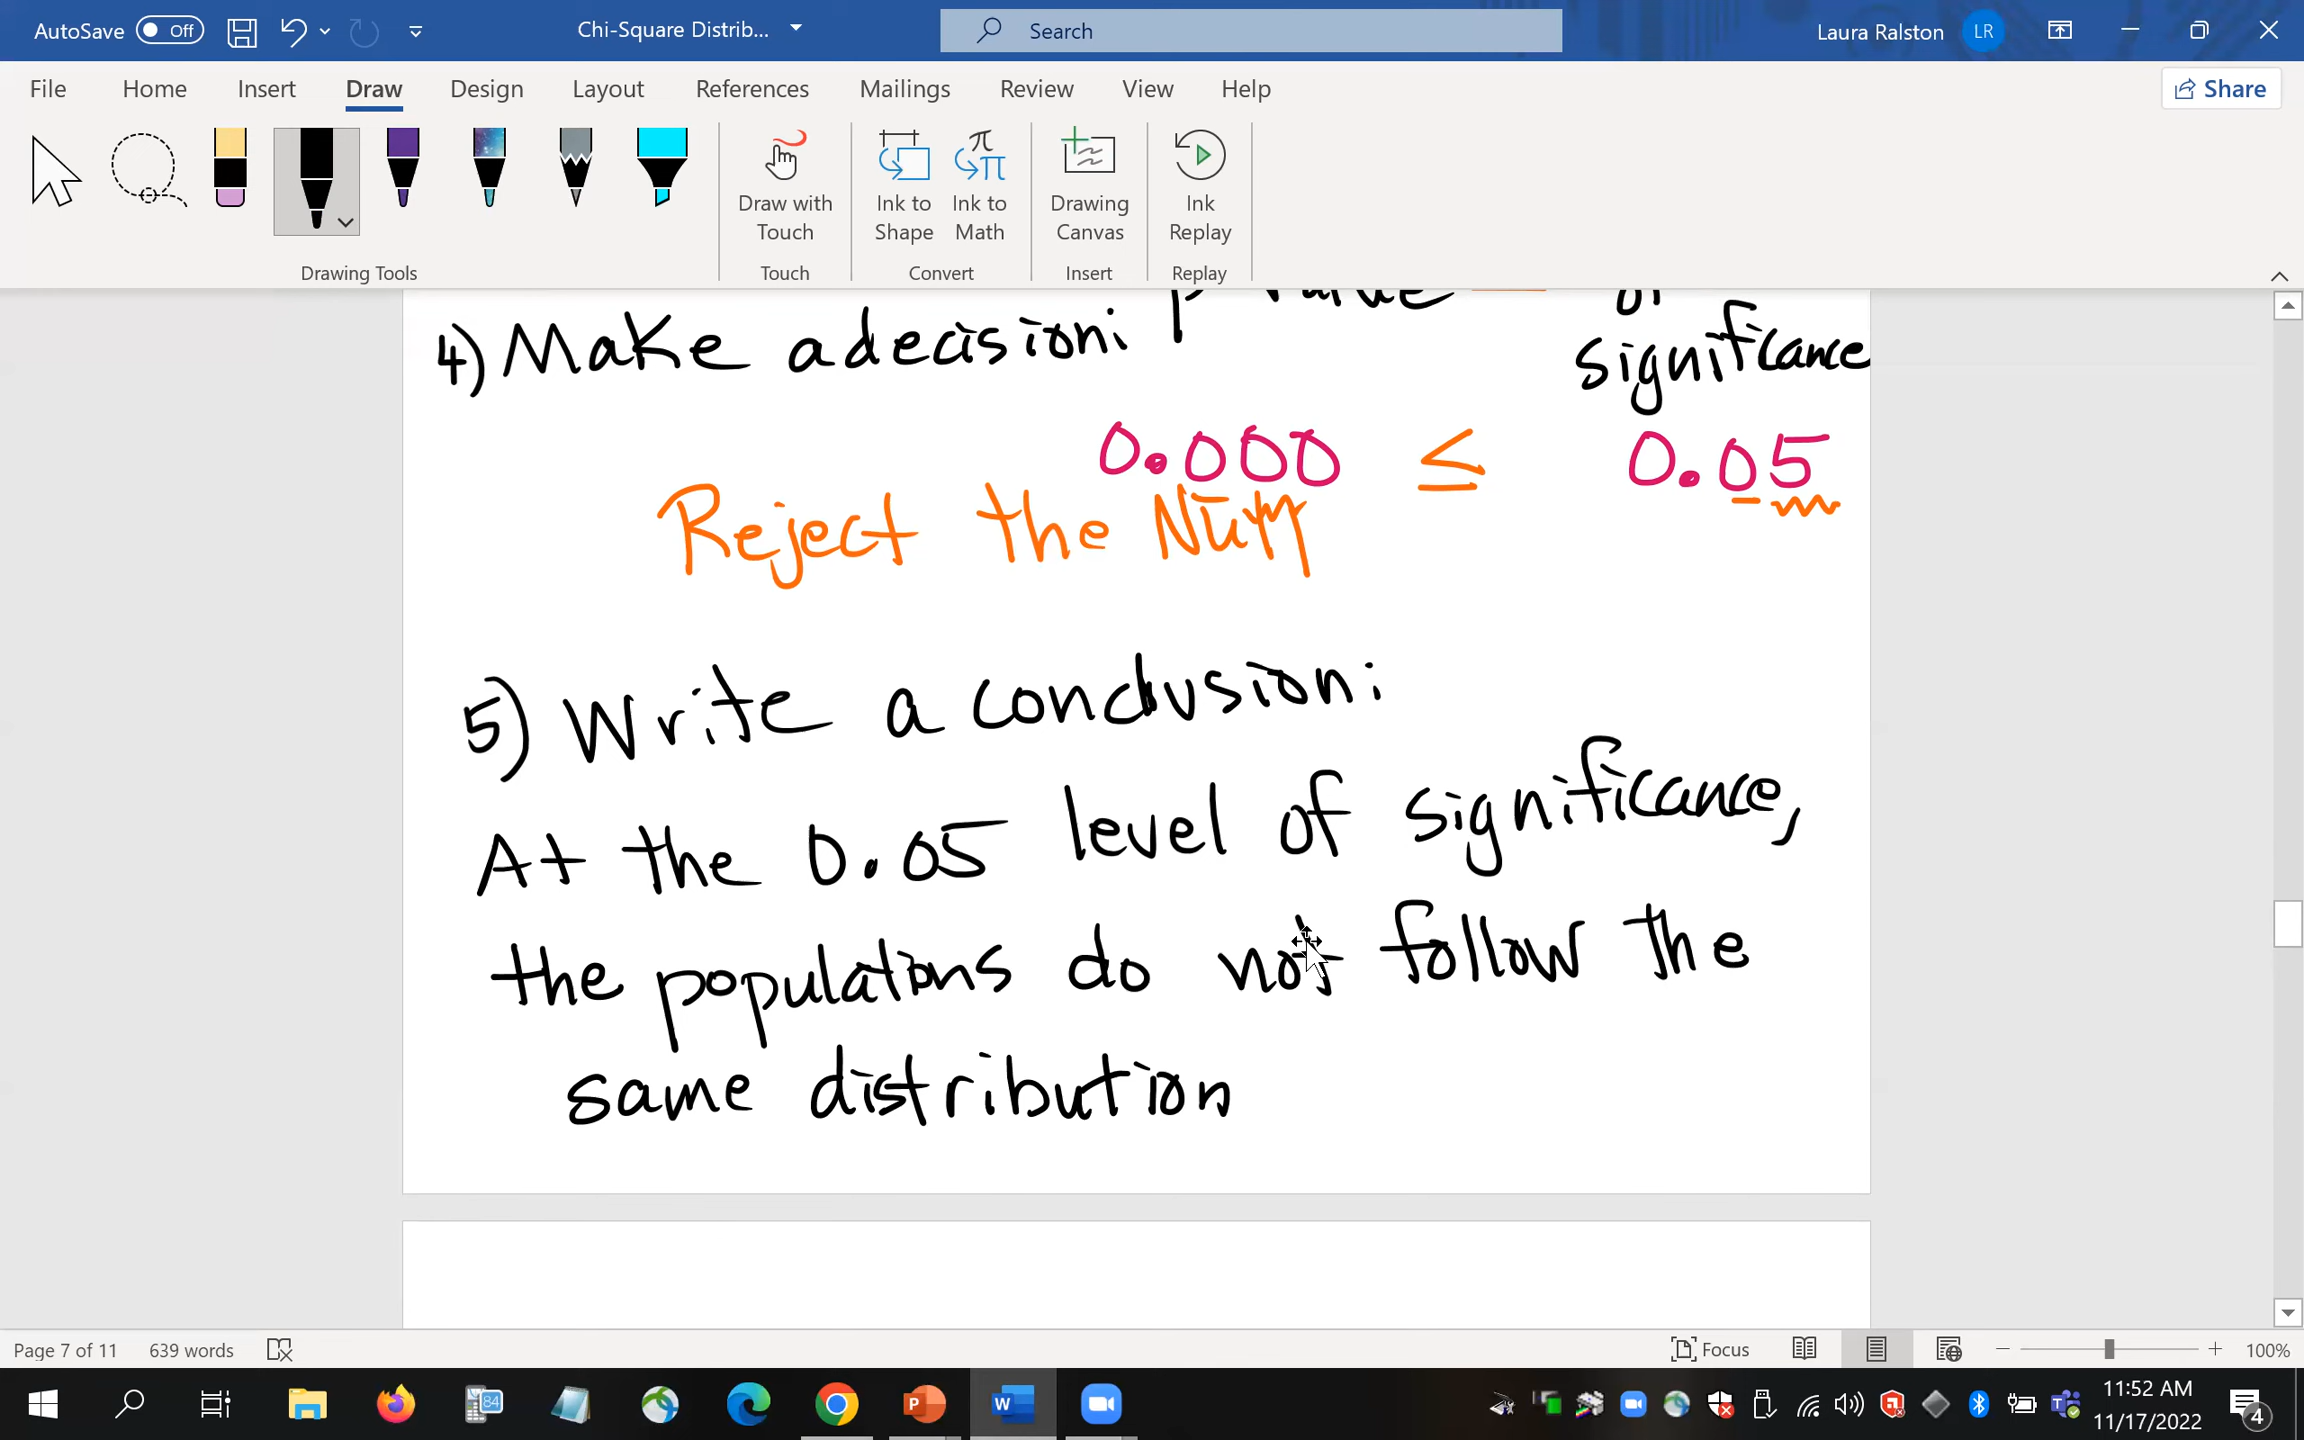 AutoSave Off Chi-Square Distrib... Search Laura Ralston LR
File Home Insert Draw Design Layout References Mailings Review View Help Share
Draw with Touch Ink to Shape Ink to Math Drawing Canvas Ink Replay
Drawing Tools Touch Convert Insert Replay
p value of
4) Make a decision: significance
0.000 ≤ 0.05
Reject the Null
5) Write a conclusion:
At the 0.05 level of significance,
the populations do not follow the
same distribution
Page 7 of 11 639 words Focus 100%
84 11:52 AM
11/17/2022 4